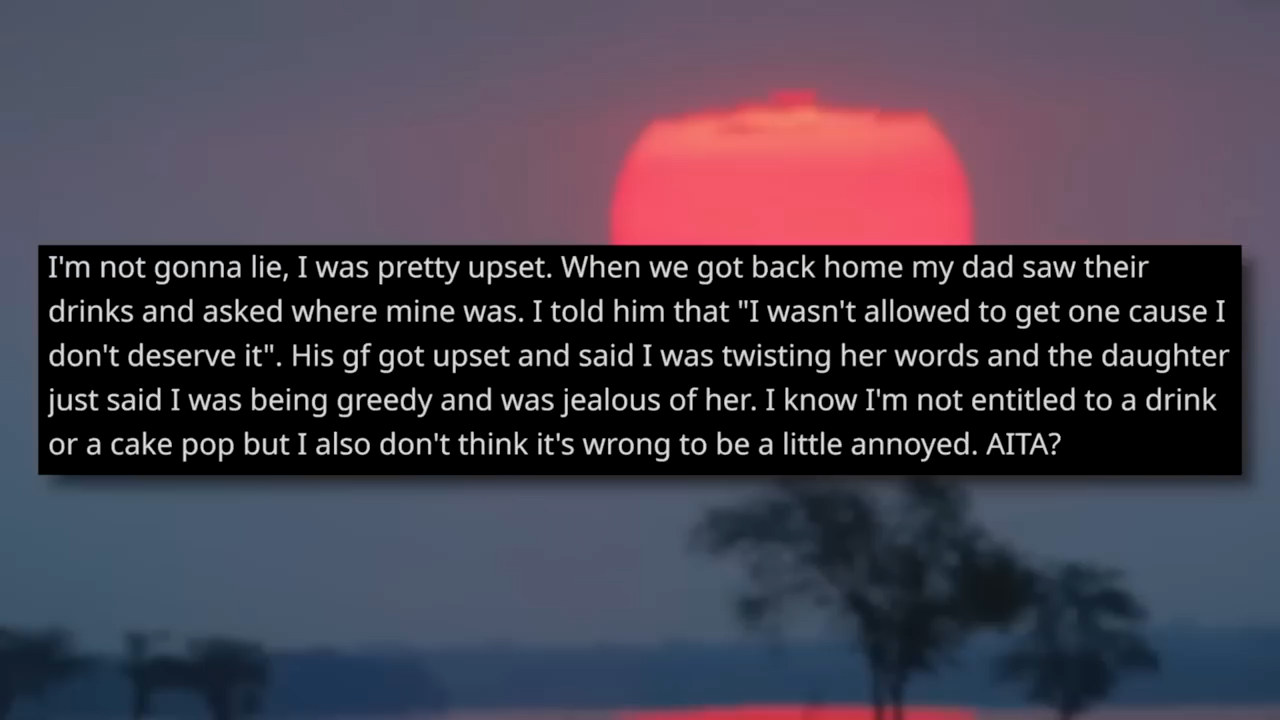 I'm not gonna lie, I was pretty upset. When we got back home my dad saw their
drinks and asked where mine was. I told him that "I wasn't allowed to get one cause I
don't deserve it". His gf got upset and said I was twisting her words and the daughter
just said I was being greedy and was jealous of her. I know I'm not entitled to a drink
or a cake pop but I also don't think it's wrong to be a little annoyed. AITA?